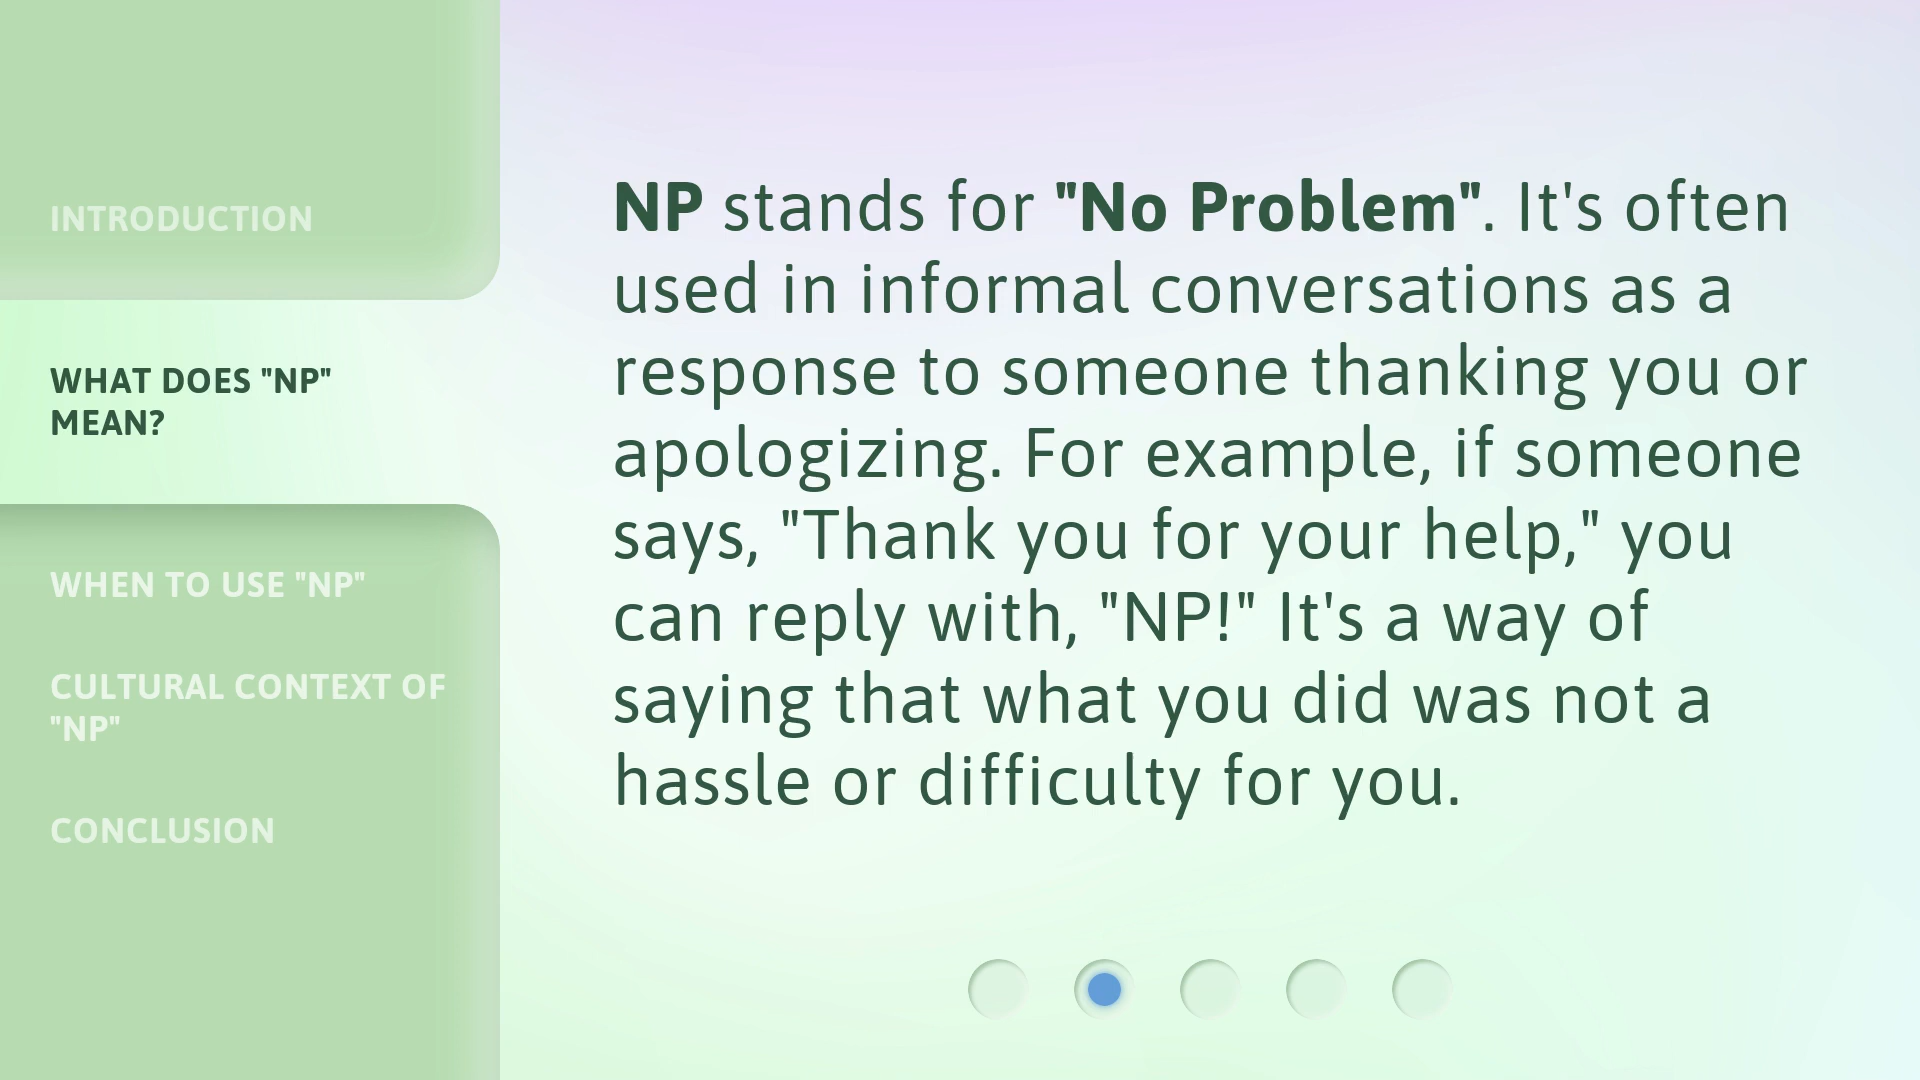 INTRODUCTION
WHAT DOES "NP"
MEAN?
WHEN TO USE "NP"
CULTURAL CONTEXT OF
"NP"
CONCLUSION
NP stands for "No Problem". It's often
used in informal conversations as a
response to someone thanking you or
apologizing. For example, if someone
says, "Thank you for your help," you
can reply with, "NP!" It's a way of
saying that what you did was not a
hassle or difficulty for you.